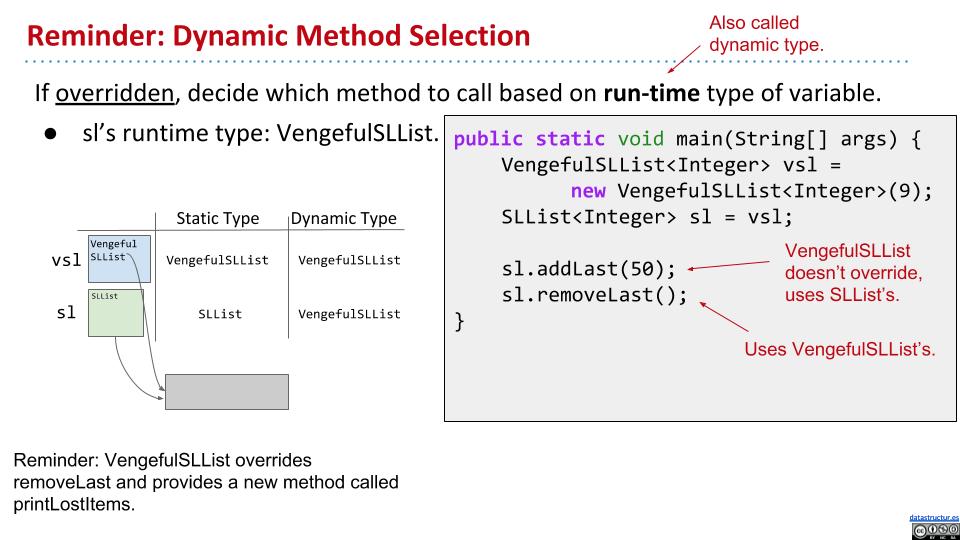 Reminder: Dynamic Method Selection
Also called
dynamic type.
If overridden, decide which method to call based on run-time type of variable.
● sl’s runtime type: VengefulSLList.
public static void main(String[] args) {
VengefulSLList<Integer> vsl =
new VengefulSLList<Integer>(9);
SLList<Integer> sl = vsl;
sl.addLast(50);
sl.removeLast();
}
VengefulSLList
doesn’t override,
uses SLList’s.
Uses VengefulSLList’s.
Static Type Dynamic Type
vsl Vengeful
SLList VengefulSLList VengefulSLList
sl SLList SLList VengefulSLList
Reminder: VengefulSLList overrides
removeLast and provides a new method called
printLostItems.
datastructur.es
CC BY NC SA